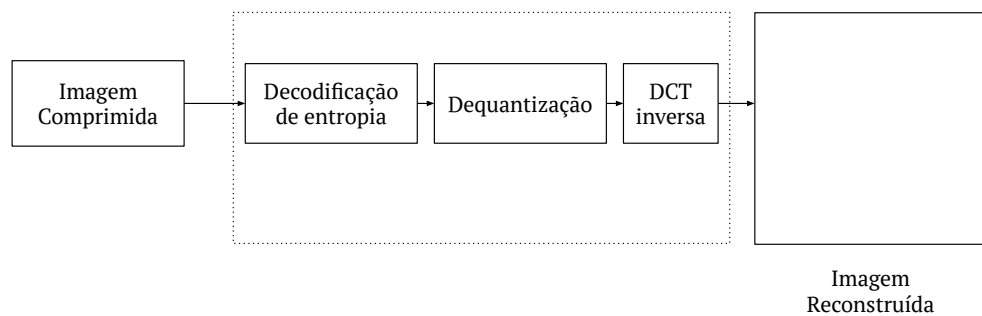 Imagem
Comprimida
Decodificação
de entropia
Dequantização
DCT
inversa
Imagem
Reconstruída